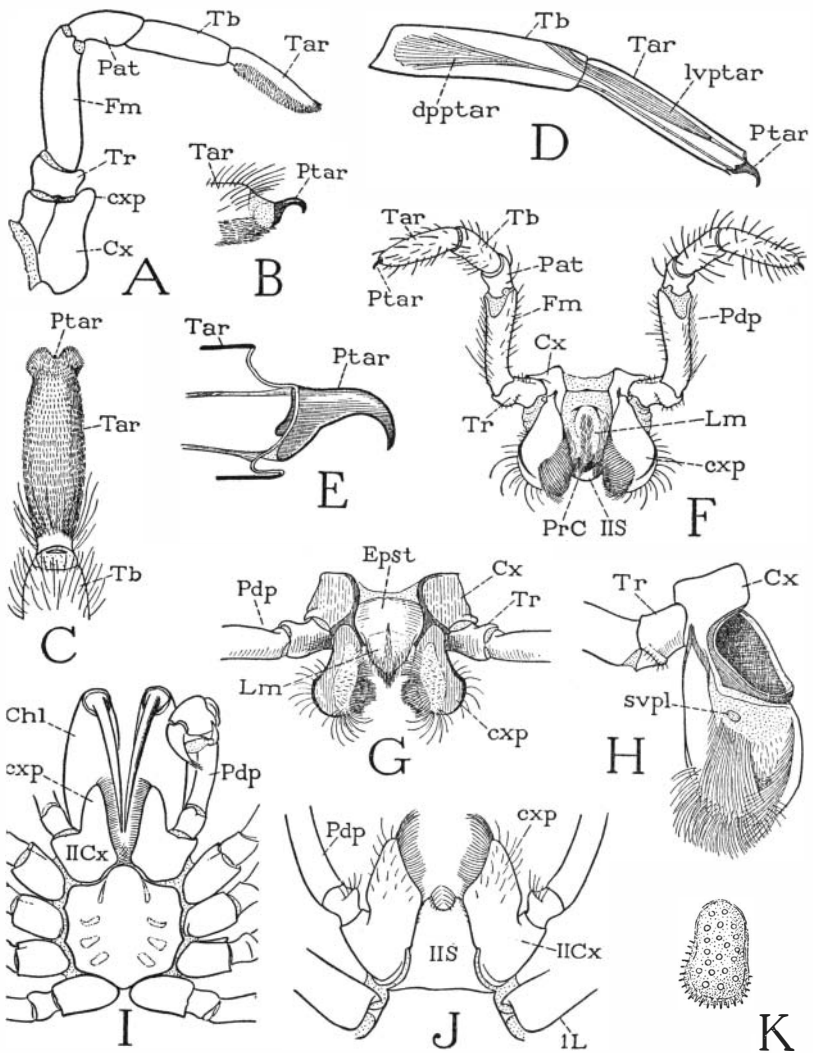 Tb
Tar
Pat
Fm
Tr
cxp
Cx
A
Tar
Ptar
B
Tb
Tar
lvptar
dpptar
Ptar
D
Ptar
Tar
Tb
C
Tar
Ptar
E
Tar
Tb
Pat
Ptar
Fm
Pdp
Cx
Tr
Lm
cxp
PrC IIS
F
Epst
Cx
Pdp
Tr
Lm
cxp
G
Tr
Cx
svpl
H
Chl
cxp
Pdp
IICx
I
Pdp
cxp
IIS
IICx
1L
J
K